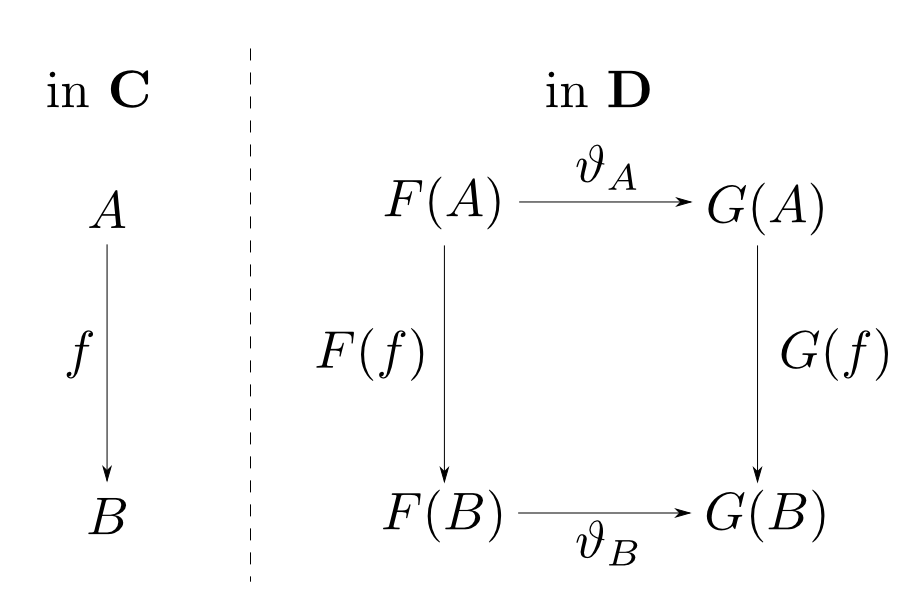 in C
in D
A
F(A)
ϑ_A
G(A)
f
F(f)
G(f)
B
F(B)
ϑ_B
G(B)